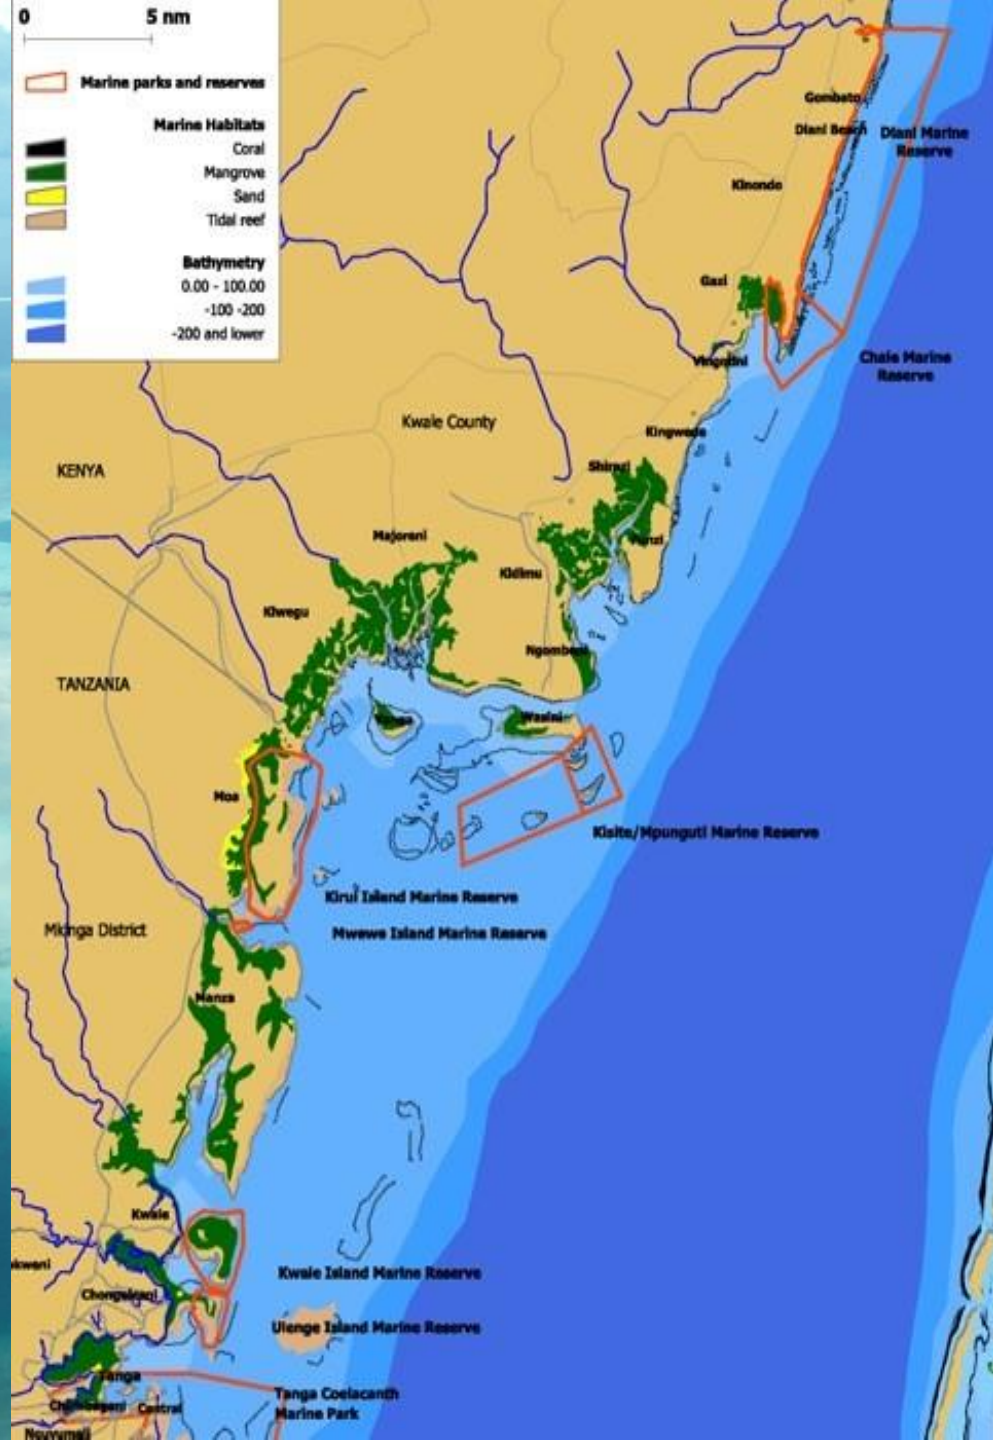 0 5 nm
Marine parks and reserves
Marine Habitats
Coral
Mangrove
Sand
Tidal reef
Bathymetry
0.00 - 100.00
-100 -200
-200 and lower
Gombato
Diani Beach
Diani Marine
Reserve
Kinondo
Gazi
Vingujini
Chale Marine
Reserve
Kwale County
Kingwede
KENYA
Shirazi
Majoreni
Funzi
Kidimu
Kiwegu
Ngombeni
TANZANIA
Wasini
Moa
Kisite/Mpunguti Marine Reserve
Kirui Island Marine Reserve
Mkinga District
Mwewe Island Marine Reserve
Manza
Kwale
Kwale Island Marine Reserve
Chongoleani
Ulenge Island Marine Reserve
Tanga
Tanga Coelacanth
Marine Park
Central